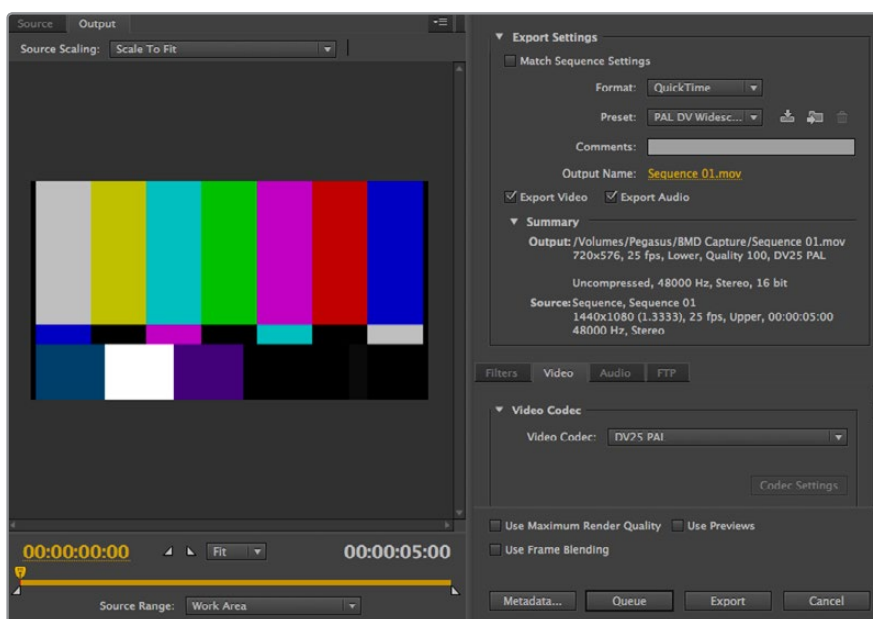 Source Output
Source Scaling: Scale To Fit
00:00:00:00 Fit 00:00:05:00
Source Range: Work Area
Export Settings
Match Sequence Settings
Format: QuickTime
Preset: PAL DV Widesc...
Comments:
Output Name: Sequence 01.mov
Export Video Export Audio
Summary
Output: /Volumes/Pegasus/BMD Capture/Sequence 01.mov
720x576, 25 fps, Lower, Quality 100, DV25 PAL
Uncompressed, 48000 Hz, Stereo, 16 bit
Source: Sequence, Sequence 01
1440x1080 (1.3333), 25 fps, Upper, 00:00:05:00
48000 Hz, Stereo
Filters Video Audio FTP
Video Codec
Video Codec: DV25 PAL
Codec Settings
Use Maximum Render Quality Use Previews
Use Frame Blending
Metadata... Queue Export Cancel